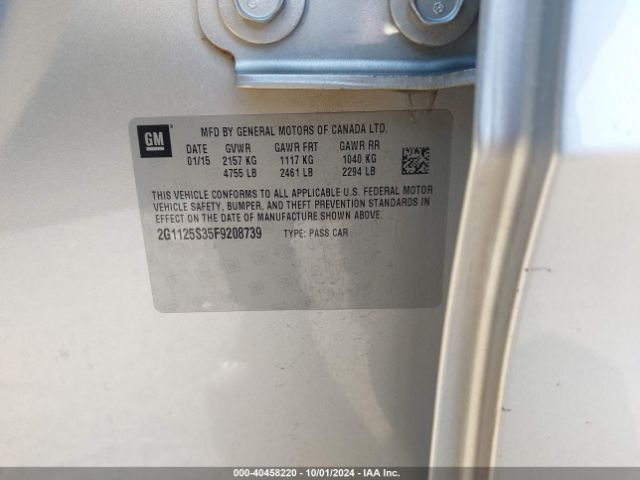 GM
MFD BY GENERAL MOTORS OF CANADA LTD.
DATE GVWR GAWR FRT GAWR RR
01/15 2157 KG 1117 KG 1040 KG
4755 LB 2461 LB 2294 LB
THIS VEHICLE CONFORMS TO ALL APPLICABLE U.S. FEDERAL MOTOR
VEHICLE SAFETY, BUMPER, AND THEFT PREVENTION STANDARDS IN
EFFECT ON THE DATE OF MANUFACTURE SHOWN ABOVE.
2G1125S35F9208739 TYPE: PASS CAR
000-40458220 - 10/01/2024 - IAA Inc.